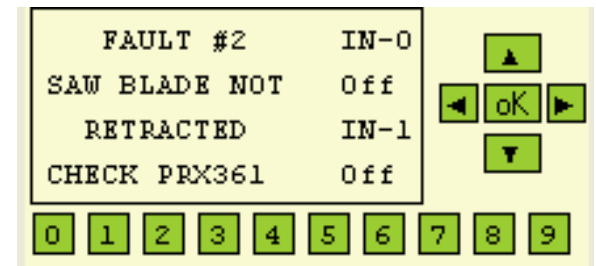 FAULT #2 IN-0
SAW BLADE NOT Off
RETRACTED IN-1
CHECK PRX361 Off
oK
0 1 2 3 4 5 6 7 8 9